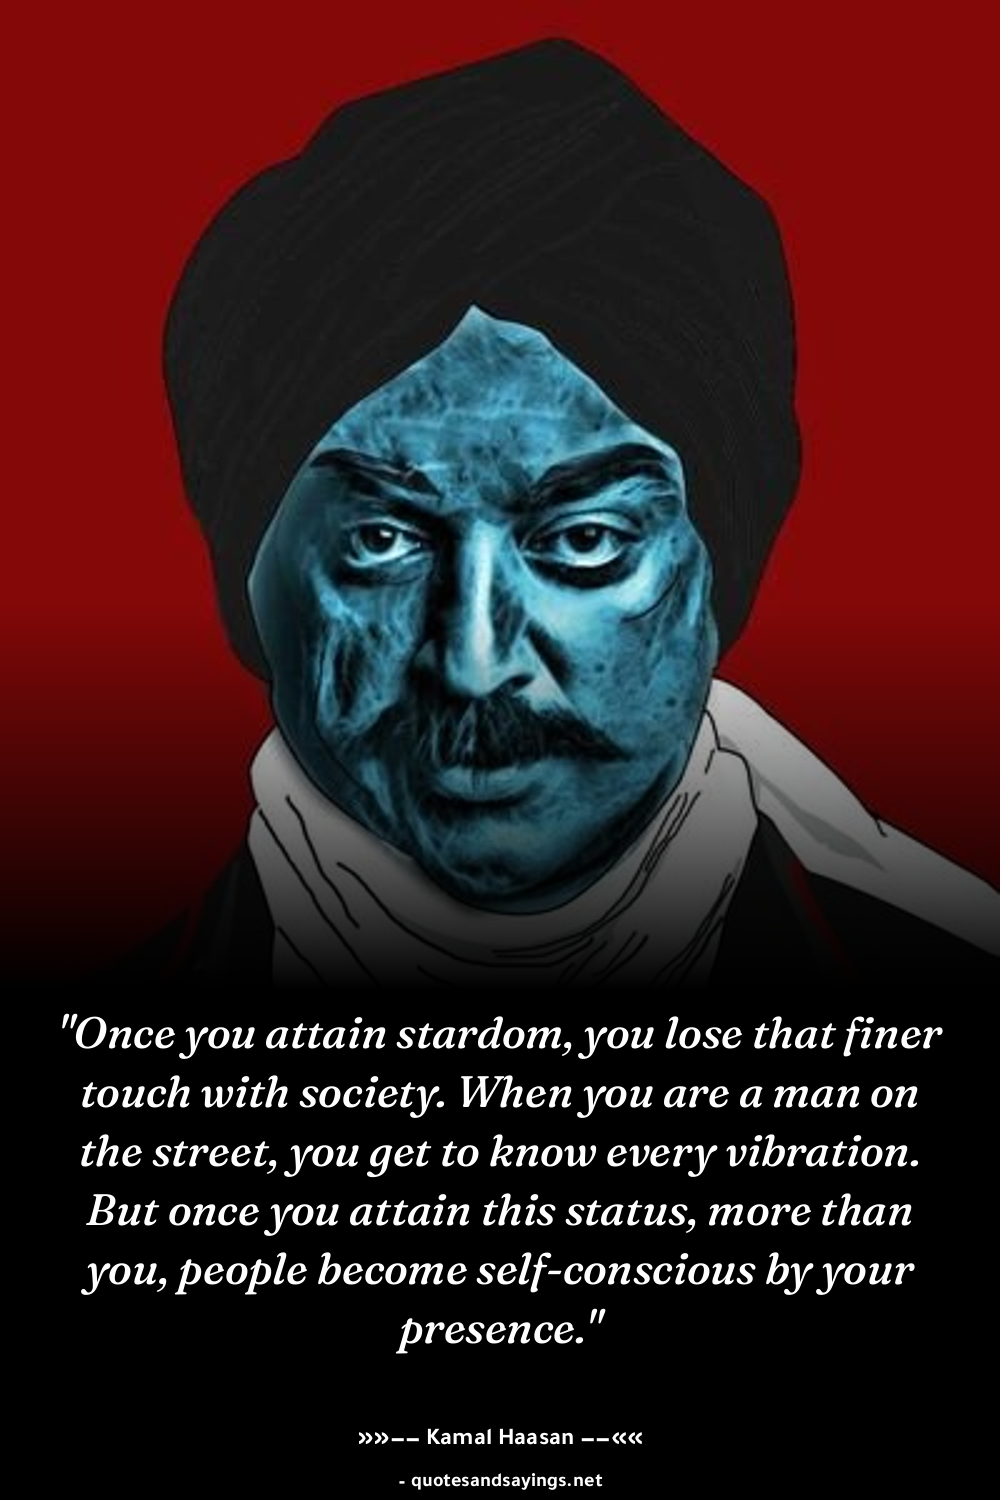 "Once you attain stardom, you lose that finer
touch with society. When you are a man on
the street, you get to know every vibration.
But once you attain this status, more than
you, people become self-conscious by your
presence."
»»–– Kamal Haasan ––««
- quotesandsayings.net